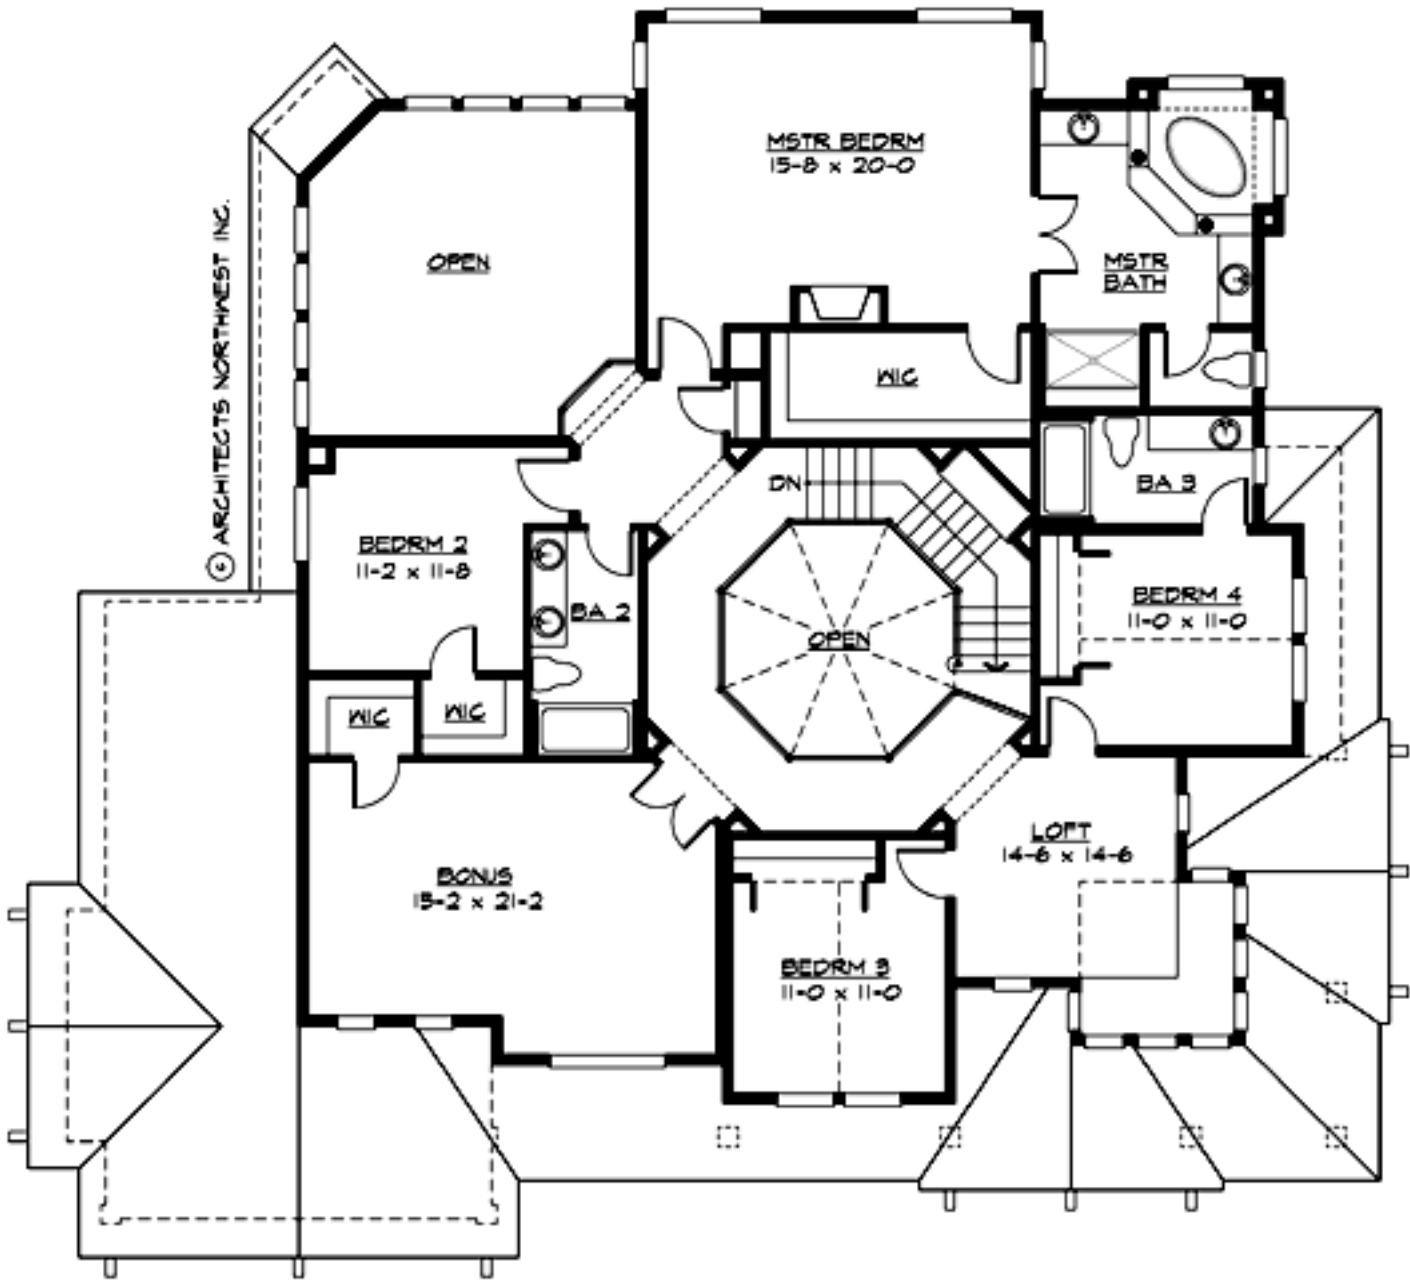 MSTR BEDRM
15-8 x 20-0
OPEN
MSTR
BATH
WIC
© ARCHITECTS NORTHWEST INC.
DN
BA 3
BEDRM 2
11-2 x 11-8
BA 2
OPEN
BEDRM 4
11-0 x 11-0
WIC
WIC
LOFT
14-6 x 14-6
BONUS
15-2 x 21-2
BEDRM 3
11-0 x 11-0